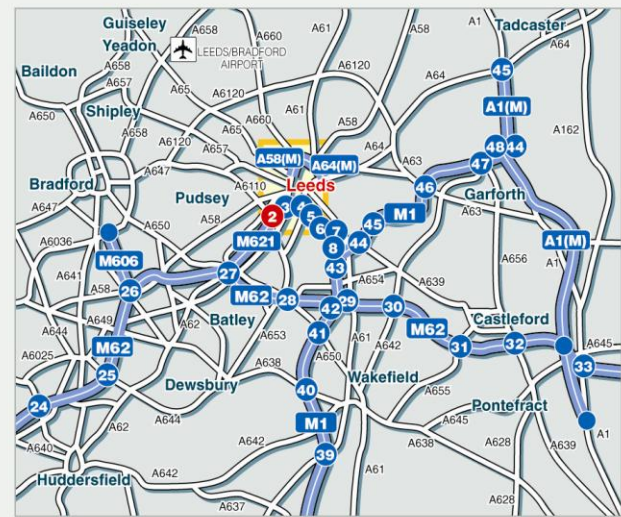 Guiseley
A658
A61
A58
A1
Tadcaster
Yeadon
A660
A64
LEEDS/BRADFORD
AIRPORT
Baildon
A658
A6120
A64
45
A657
A65
A61
A650
Shipley
A6120
A660
A58
A1(M)
A162
A658
A65
A6120
A657
A64
48
44
A647
A58(M)
A64(M)
A63
47
Bradford
A6110
Leeds
46
Garforth
A647
Pudsey
3
4
5
M1
A63
A650
A58
2
6
7
45
A6036
M621
8
44
A1(M)
M606
43
A656
A1
A641
27
A654
A639
A58
26
M62
28
42
29
30
Castleford
A644
A649
A62
Batley
A653
41
M62
32
A645
A6025
M62
A650
A61
A642
31
33
25
A638
Dewsbury
40
Wakefield
A655
24
A644
Pontefract
A62
M1
A645
A640
A642
A638
A628
A639
A1
39
Huddersfield
A642
A61
A637
A628